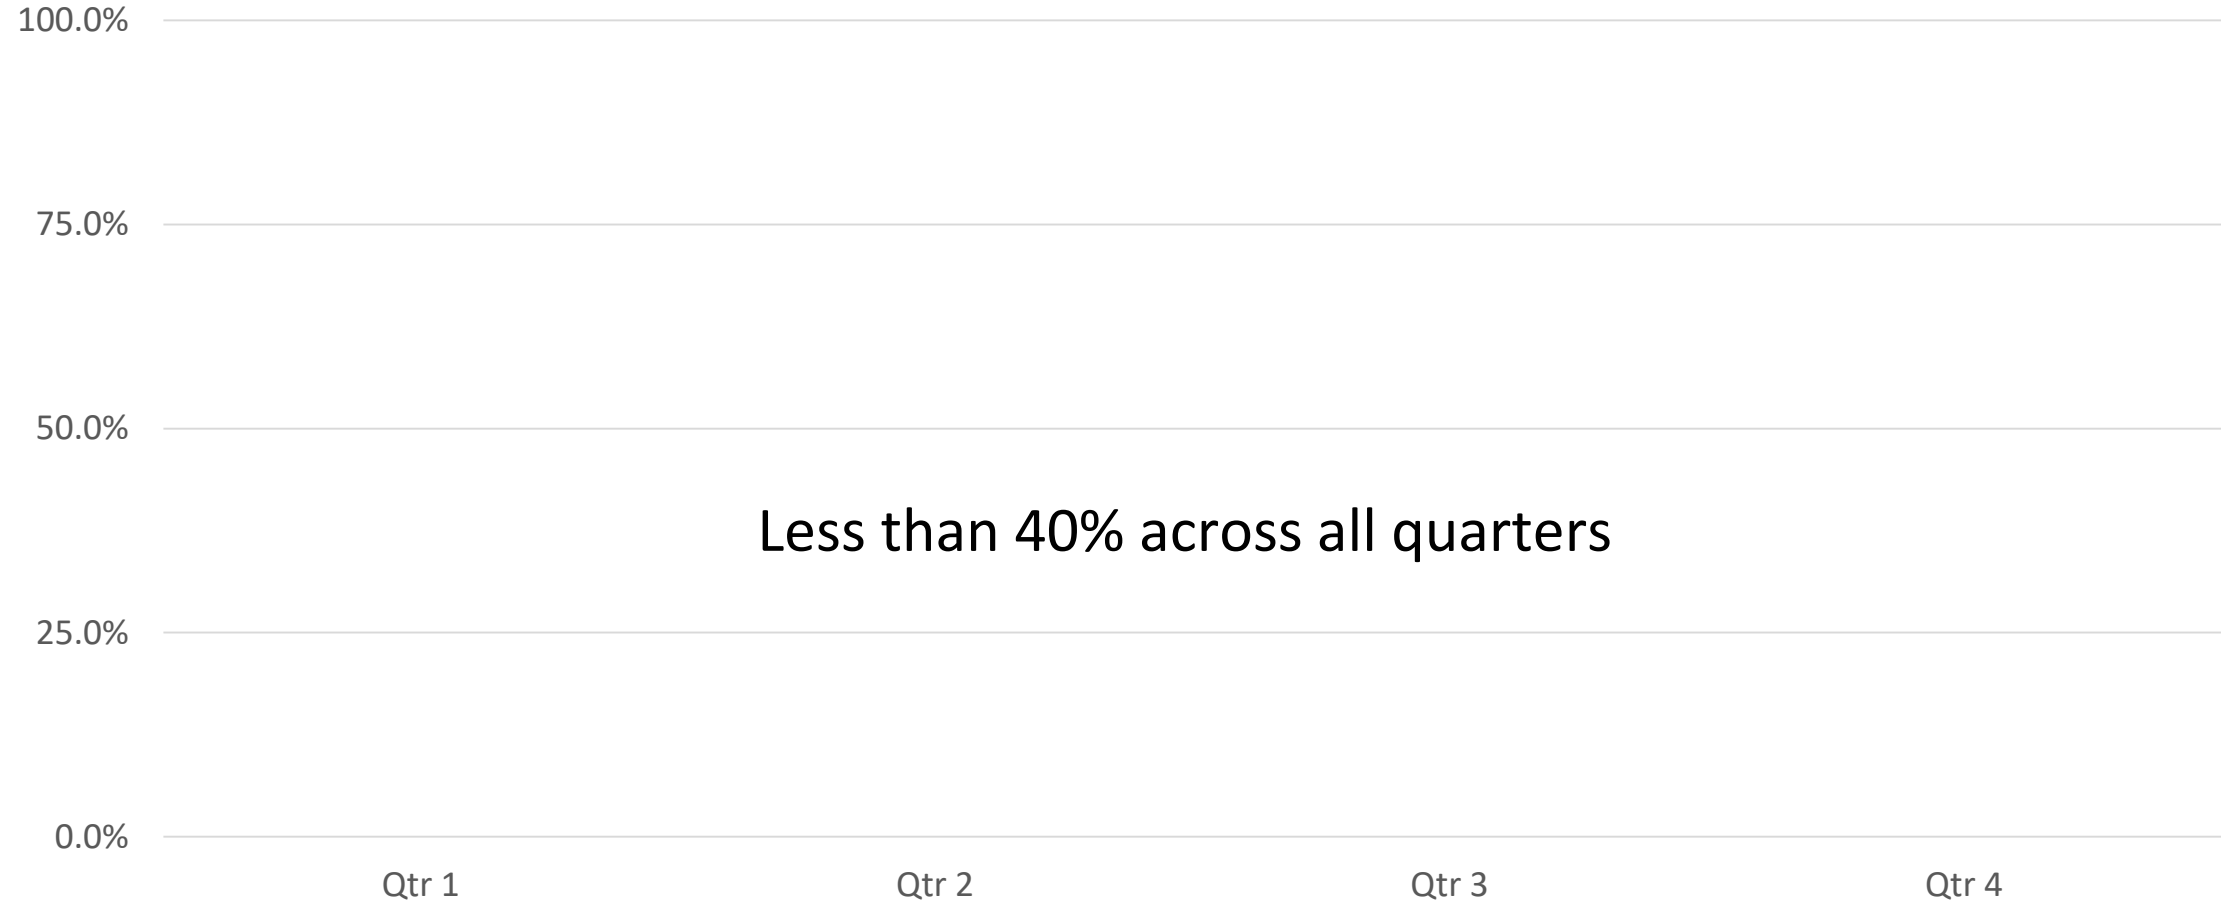 100.0%
75.0%
50.0%
Less than 40% across all quarters
25.0%
0.0%
Qtr 1 Qtr 2 Qtr 3 Qtr 4